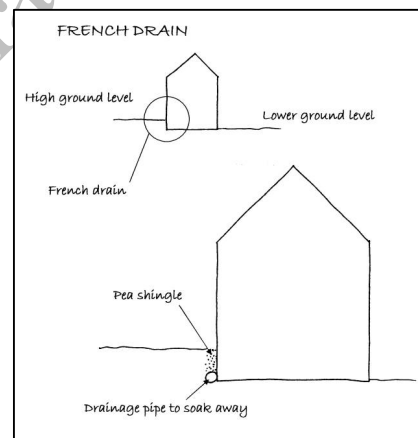 FRENCH DRAIN
High ground level
Lower ground level
French drain
Pea shingle
Drainage pipe to soak away